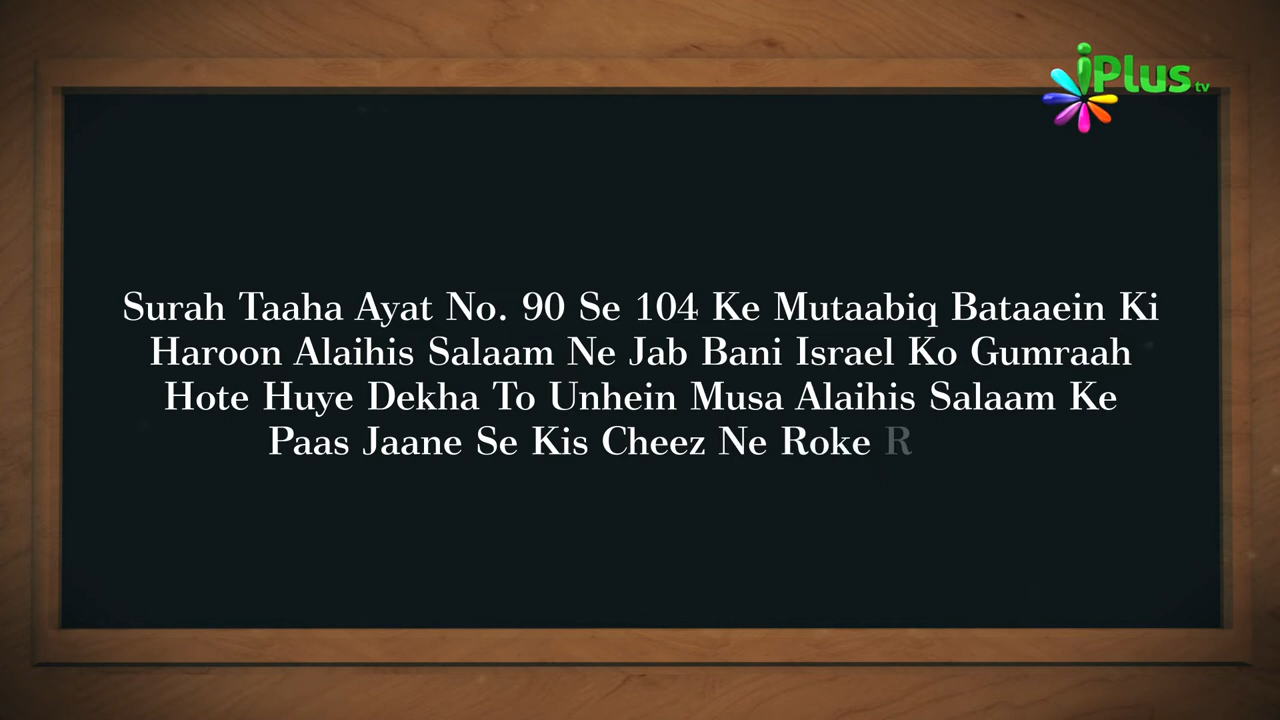 iPlus tv
Surah Taaha Ayat No. 90 Se 104 Ke Mutaabiq Bataaein Ki
Haroon Alaihis Salaam Ne Jab Bani Israel Ko Gumraah
Hote Huye Dekha To Unhein Musa Alaihis Salaam Ke
Paas Jaane Se Kis Cheez Ne Roke R